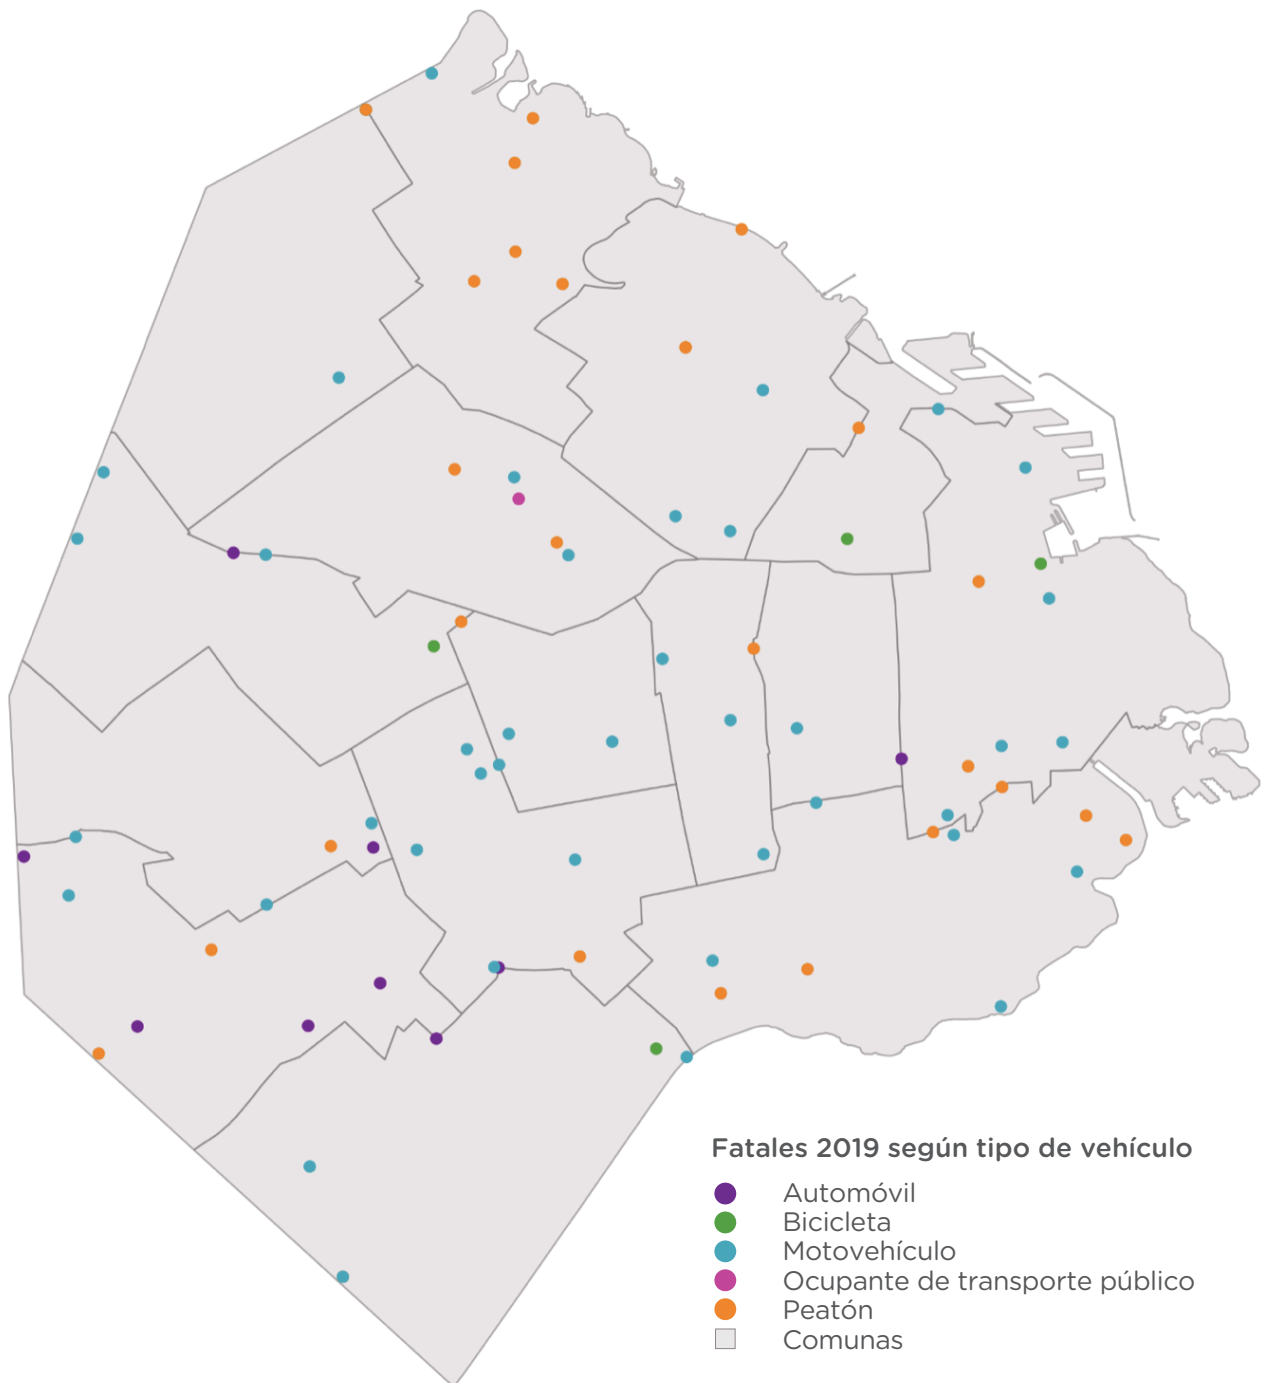 Fatales 2019 según tipo de vehículo
Automóvil
Bicicleta
Motovehículo
Ocupante de transporte público
Peatón
Comunas